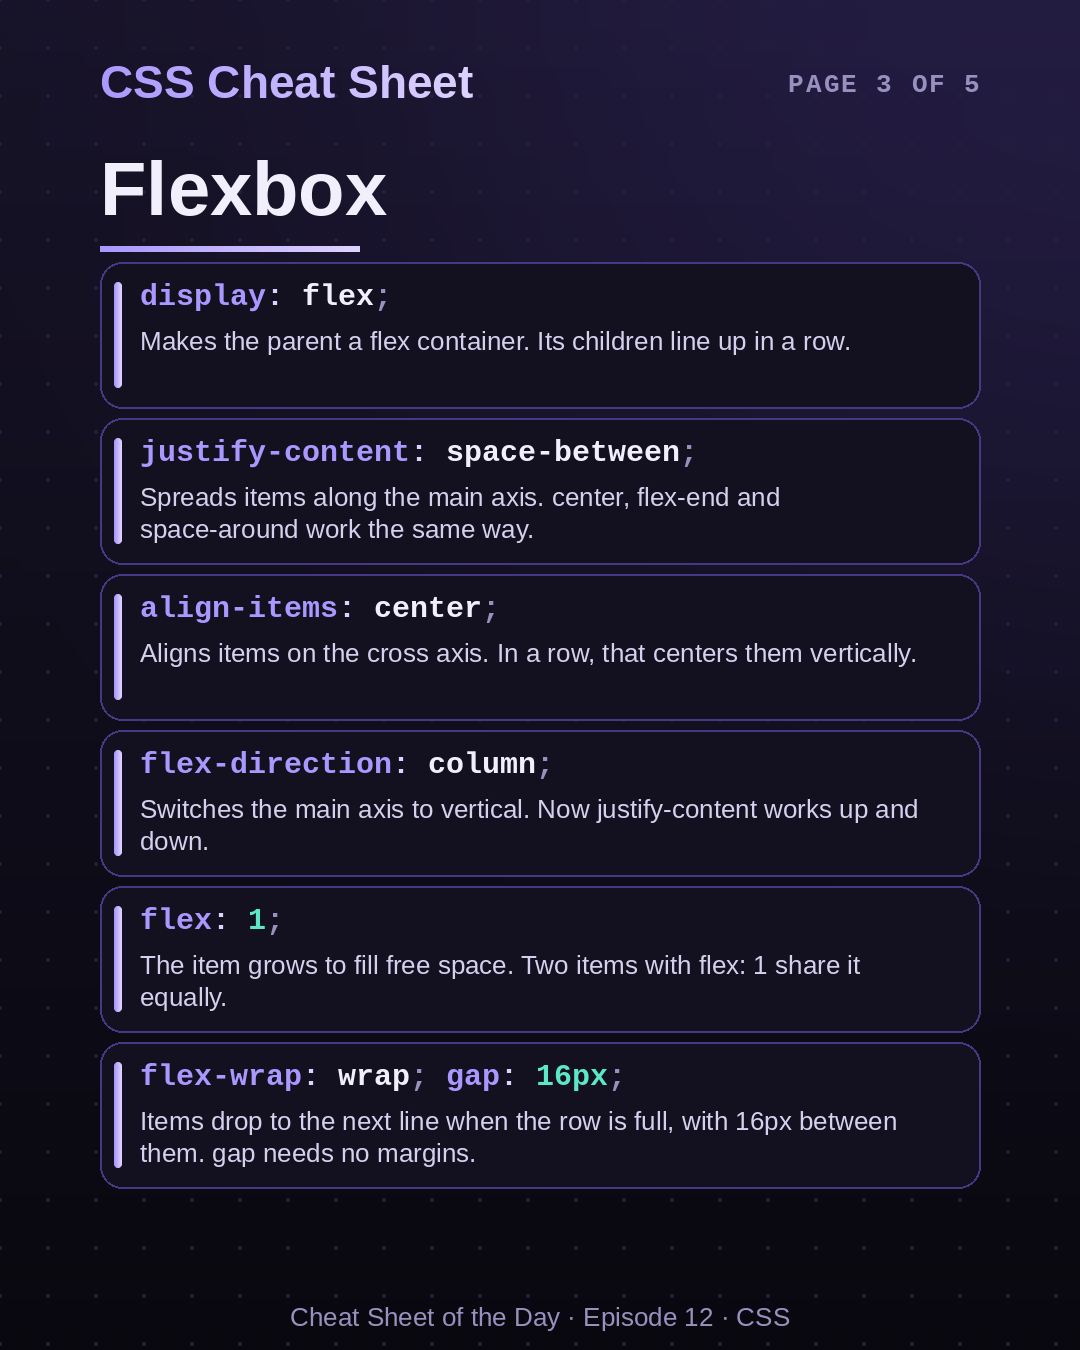 CSS Cheat Sheet
PAGE 3 OF 5
Flexbox
display: flex;
Makes the parent a flex container. Its children line up in a row.
justify-content: space-between;
Spreads items along the main axis. center, flex-end and
space-around work the same way.
align-items: center;
Aligns items on the cross axis. In a row, that centers them vertically.
flex-direction: column;
Switches the main axis to vertical. Now justify-content works up and
down.
flex: 1;
The item grows to fill free space. Two items with flex: 1 share it
equally.
flex-wrap: wrap; gap: 16px;
Items drop to the next line when the row is full, with 16px between
them. gap needs no margins.
Cheat Sheet of the Day · Episode 12 · CSS